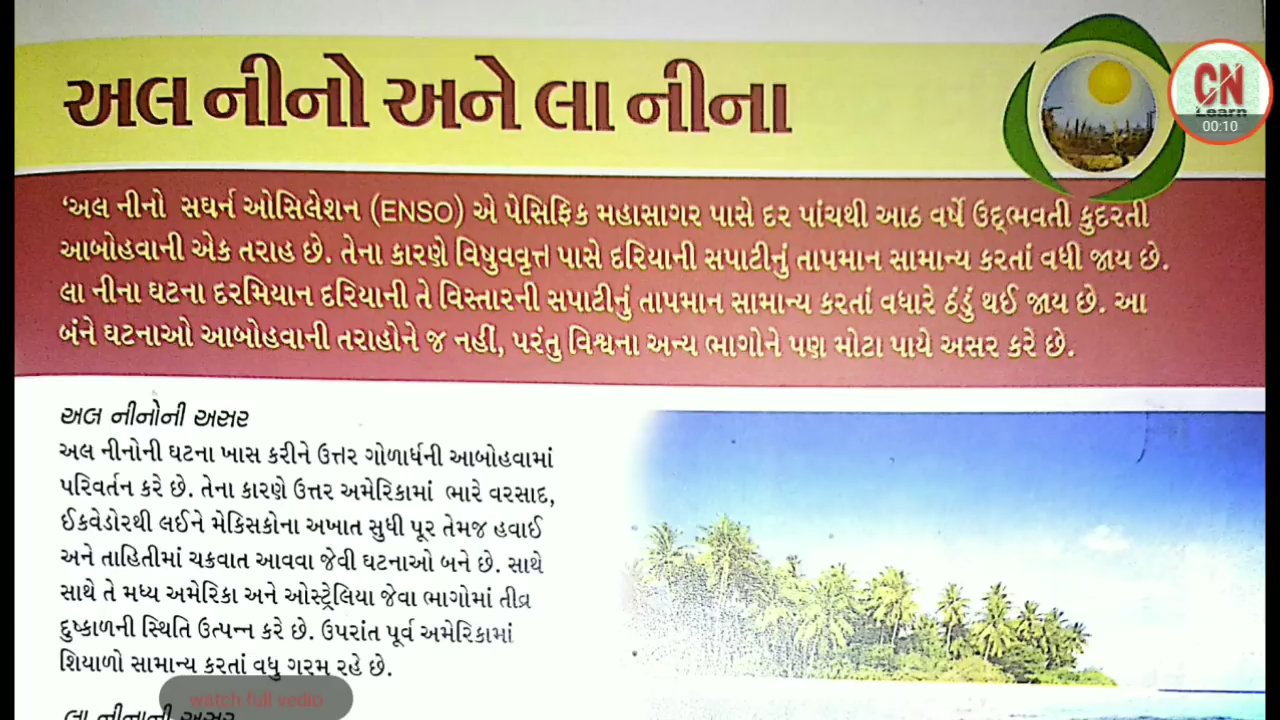 અલ નીનો અને લા નીના
CN
Learn
00:10
‘અલ નીનો સધર્ન ઓસિલેશન (ENSO) એ પેસિફિક મહાસાગર પાસે દર પાંચથી આઠ વર્ષે ઉદ્ભવતી કુદરતી
આબોહવાની એક તરાહ છે. તેના કારણે વિષુવવૃત્ત પાસે દરિયાની સપાટીનું તાપમાન સામાન્ય કરતાં વધી જાય છે.
લા નીના ઘટના દરમિયાન દરિયાની તે વિસ્તારની સપાટીનું તાપમાન સામાન્ય કરતાં વધારે ઠંડું થઈ જાય છે. આ
બંને ઘટનાઓ આબોહવાની તરાહોને જ નહીં, પરંતુ વિશ્વના અન્ય ભાગોને પણ મોટા પાયે અસર કરે છે.
અલ નીનોની અસર
અલ નીનોની ઘટના ખાસ કરીને ઉત્તર ગોળાર્ધની આબોહવામાં
પરિવર્તન કરે છે. તેના કારણે ઉત્તર અમેરિકામાં ભારે વરસાદ,
ઈકવેડોરથી લઈને મેકિસકોના અખાત સુધી પૂર તેમજ હવાઈ
અને તાહિતીમાં ચક્રવાત આવવા જેવી ઘટનાઓ બને છે. સાથે
સાથે તે મધ્ય અમેરિકા અને ઓસ્ટ્રેલિયા જેવા ભાગોમાં તીવ્ર
દુષ્કાળની સ્થિતિ ઉત્પન્ન કરે છે. ઉપરાંત પૂર્વ અમેરિકામાં
શિયાળો સામાન્ય કરતાં વધુ ગરમ રહે છે.
watch full vedio
લા નીનાની અસર